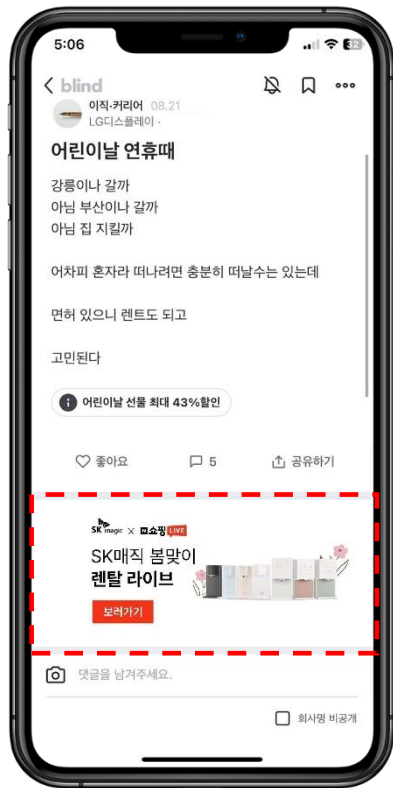 5:06
32
blind
이직·커리어 08.21
LG디스플레이 ·
어린이날 연휴때
강릉이나 갈까
아님 부산이나 갈까
아님 집 지킬까
어차피 혼자라 떠나려면 충분히 떠날수는 있는데
면허 있으니 렌트도 되고
고민된다
어린이날 선물 최대 43%할인
좋아요
5
공유하기
SK magic × 쇼핑 LIVE
SK매직 봄맞이
렌탈 라이브
보러가기
댓글을 남겨주세요.
회사명 비공개